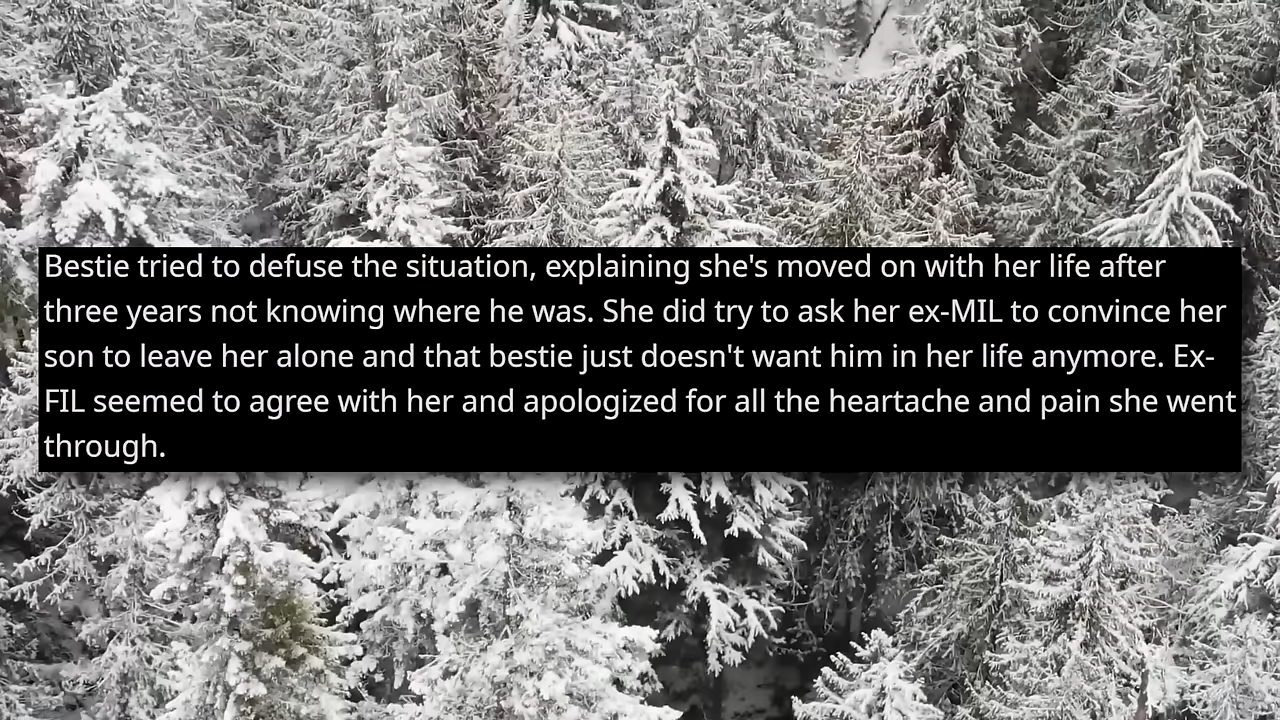 Bestie tried to defuse the situation, explaining she's moved on with her life after
three years not knowing where he was. She did try to ask her ex-MIL to convince her
son to leave her alone and that bestie just doesn't want him in her life anymore. Ex-
FIL seemed to agree with her and apologized for all the heartache and pain she went
through.